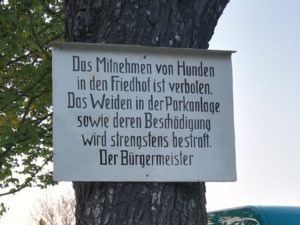 Das Mitnehmen von Hunden
in den Friedhof ist verboten.
Das Weiden in der Parkanlage
sowie deren Beschädigung
wird strengstens bestraft.
Der Bürgermeister